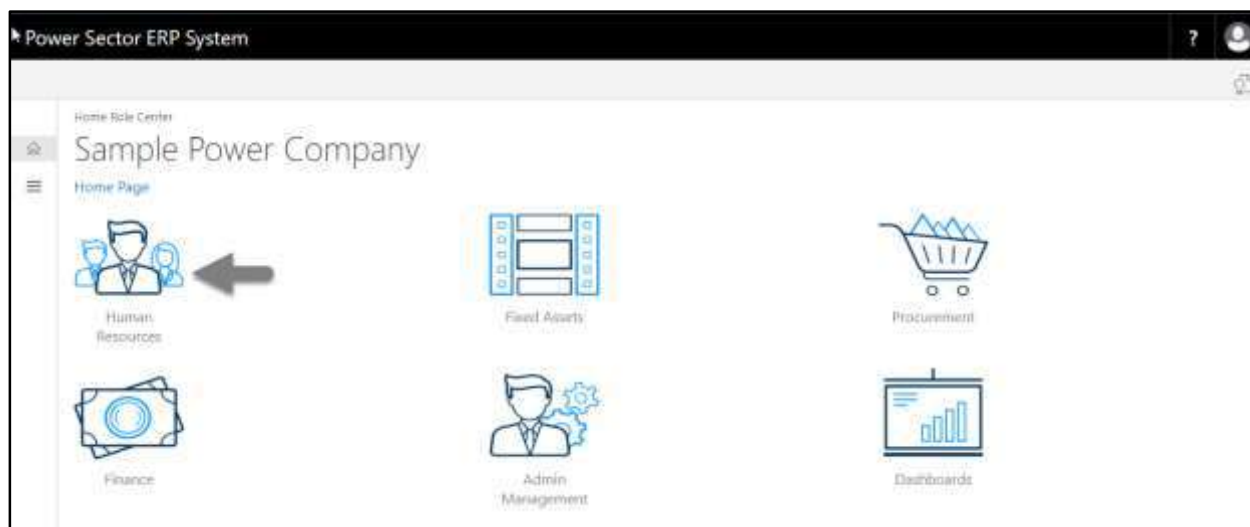 Power Sector ERP System ?
Home Role Center
Sample Power Company
Home Page
Human
Resources
Fixed Assets
Procurement
Finance
Admin
Management
Dashboards